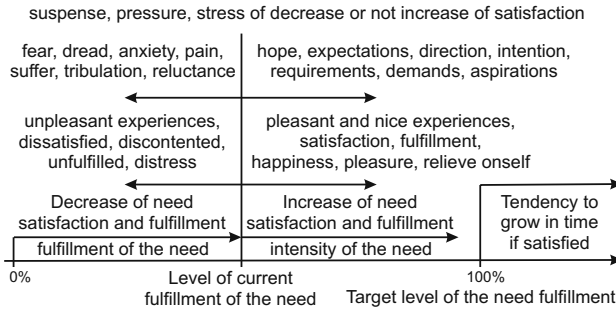 suspense, pressure, stress of decrease or not increase of satisfaction
fear, dread, anxiety, pain,
suffer, tribulation, reluctance
hope, expectations, direction, intention,
requirements, demands, aspirations
unpleasant experiences,
dissatisfied, discontented,
unfulfilled, distress
pleasant and nice experiences,
satisfaction, fulfillment,
happiness, pleasure, relieve onself
Decrease of need
satisfaction and fulfillment
Increase of need
satisfaction and fulfillment
Tendency to
grow in time
if satisfied
fulfillment of the need
intensity of the need
0%
Level of current
fulfillment of the need
100%
Target level of the need fulfillment